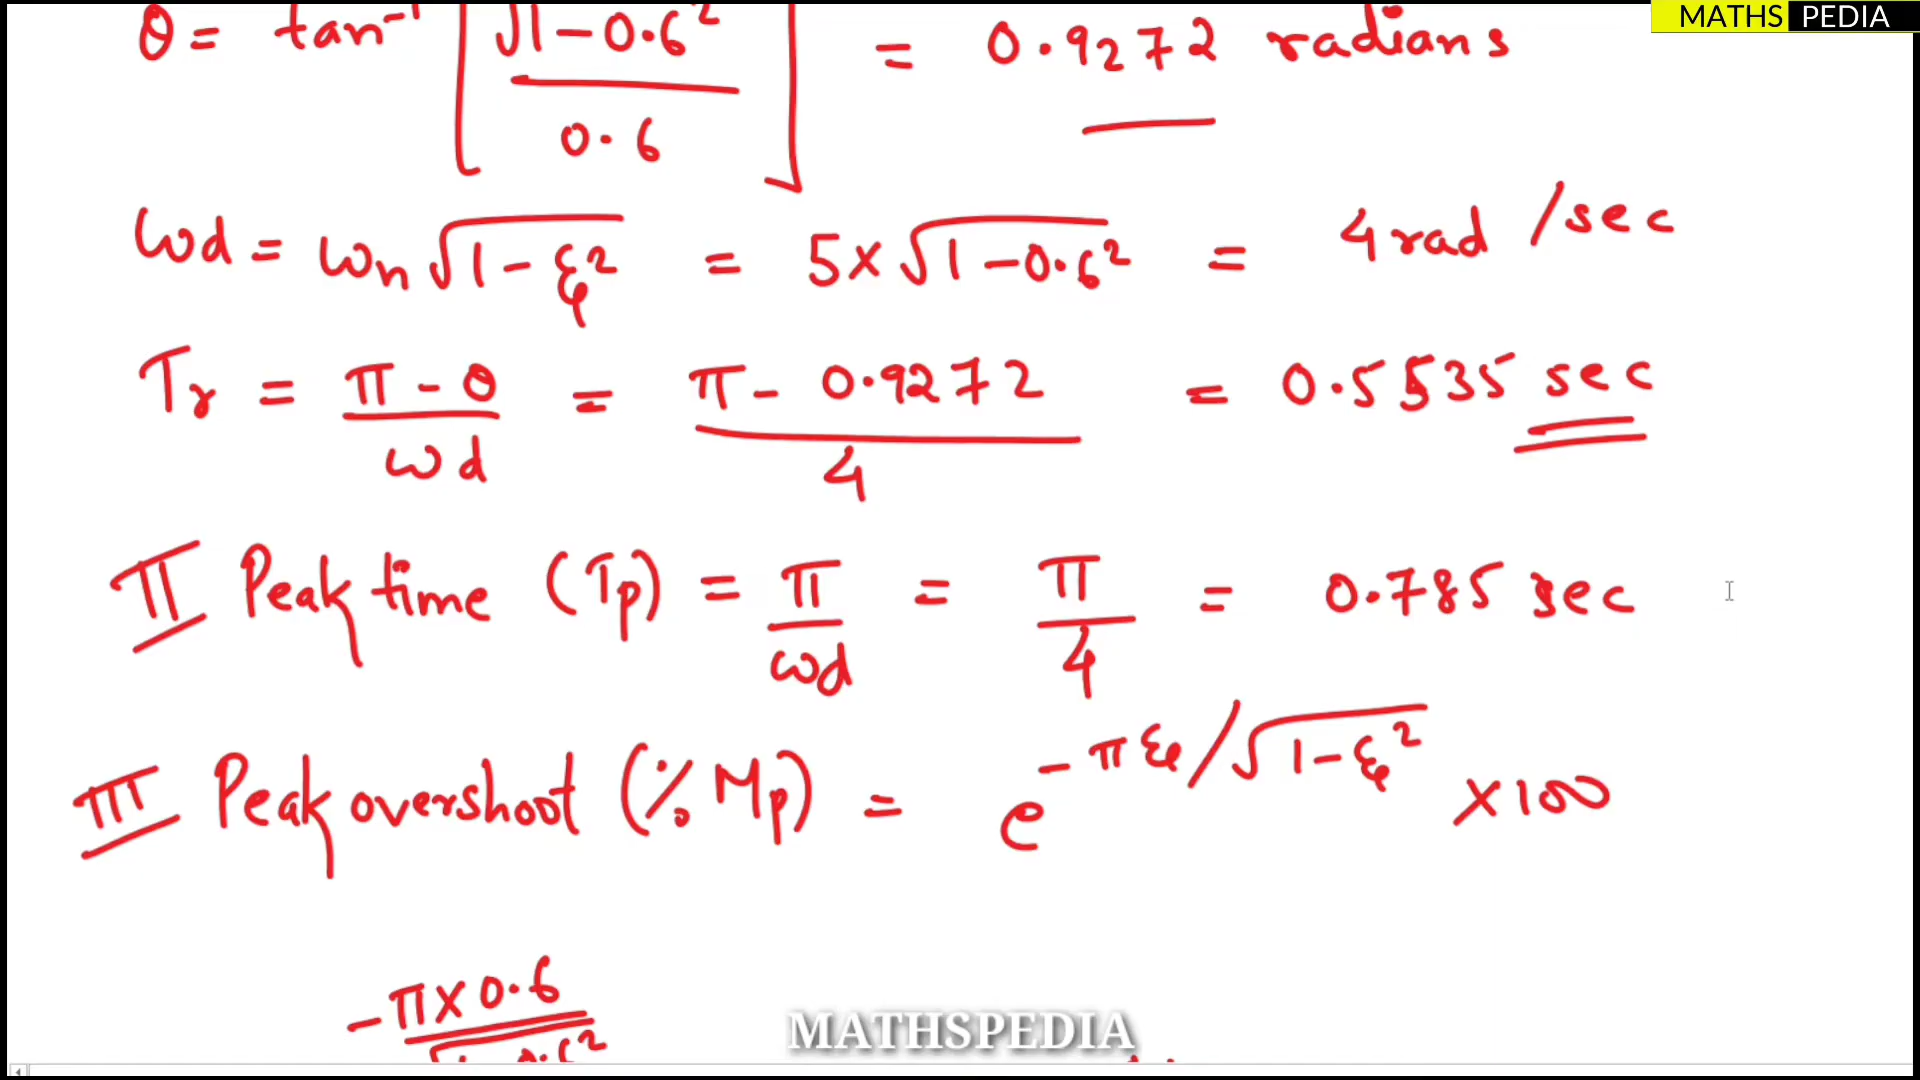 MATHS PEDIA
θ = tan⁻¹ [√1-0.6² / 0.6] = 0.9272 radians
ωd = ωn √1-ξ² = 5×√1-0.6² = 4 rad/sec
Tr = π-θ / ωd = π-0.9272 / 4 = 0.5535 sec
II Peak time (Tp) = π / ωd = π / 4 = 0.785 sec
III Peak overshoot (%Mp) = e^-πξ/√1-ξ² ×100
-π×0.6
MATHSPEDIA